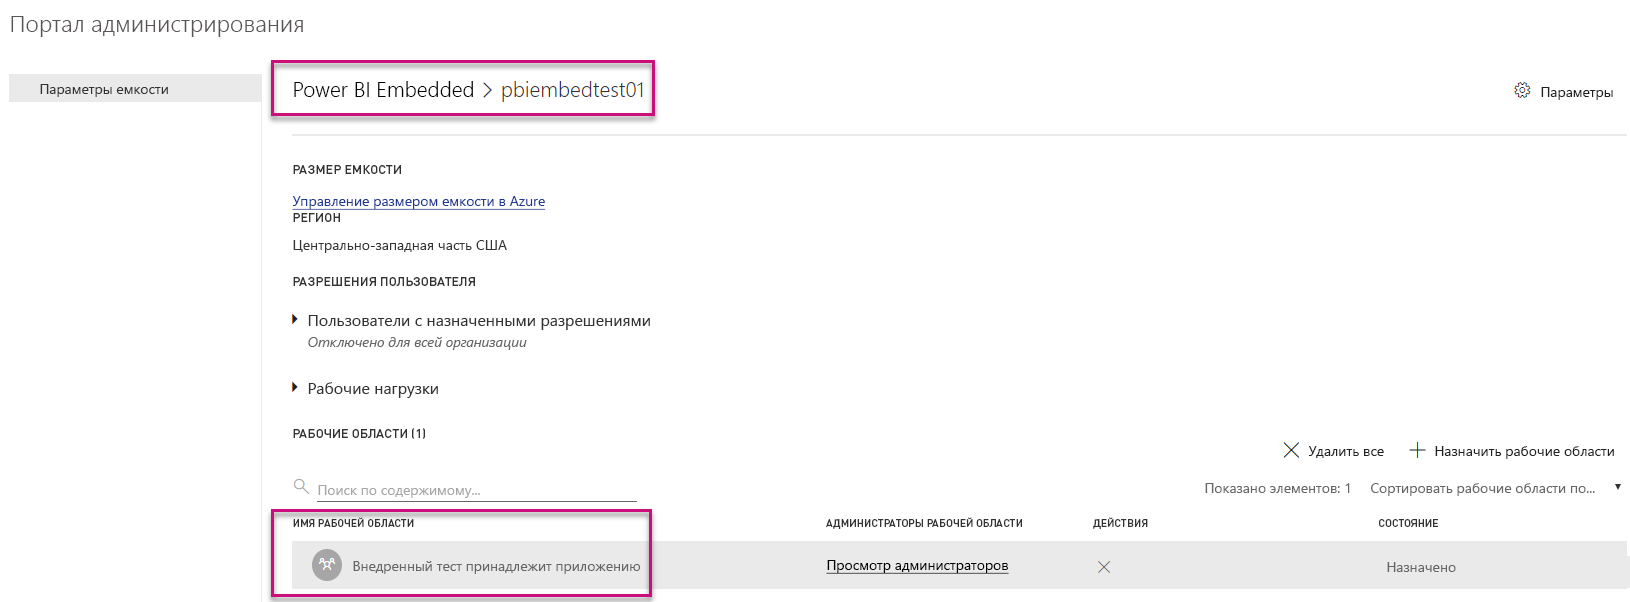 Портал администрирования
Параметры емкости
Power BI Embedded > pbiembedtest01
Параметры
РАЗМЕР ЕМКОСТИ
Управление размером емкости в Azure
РЕГИОН
Центрально-западная часть США
РАЗРЕШЕНИЯ ПОЛЬЗОВАТЕЛЯ
Пользователи с назначенными разрешениями
Отключено для всей организации
Рабочие нагрузки
РАБОЧИЕ ОБЛАСТИ (1)
Удалить все
Назначить рабочие области
Поиск по содержимому...
Показано элементов: 1
Сортировать рабочие области по...
ИМЯ РАБОЧЕЙ ОБЛАСТИ
АДМИНИСТРАТОРЫ РАБОЧЕЙ ОБЛАСТИ
ДЕЙСТВИЯ
СОСТОЯНИЕ
Внедренный тест принадлежит приложению
Просмотр администраторов
Назначено